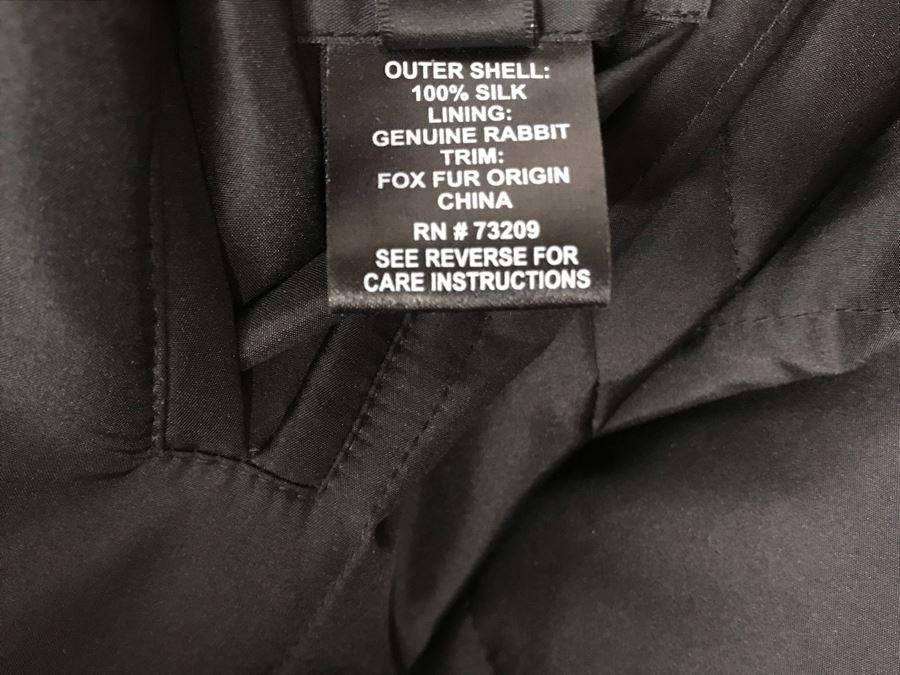 OUTER SHELL:
100% SILK
LINING:
GENUINE RABBIT
TRIM:
FOX FUR ORIGIN
CHINA
RN # 73209
SEE REVERSE FOR
CARE INSTRUCTIONS